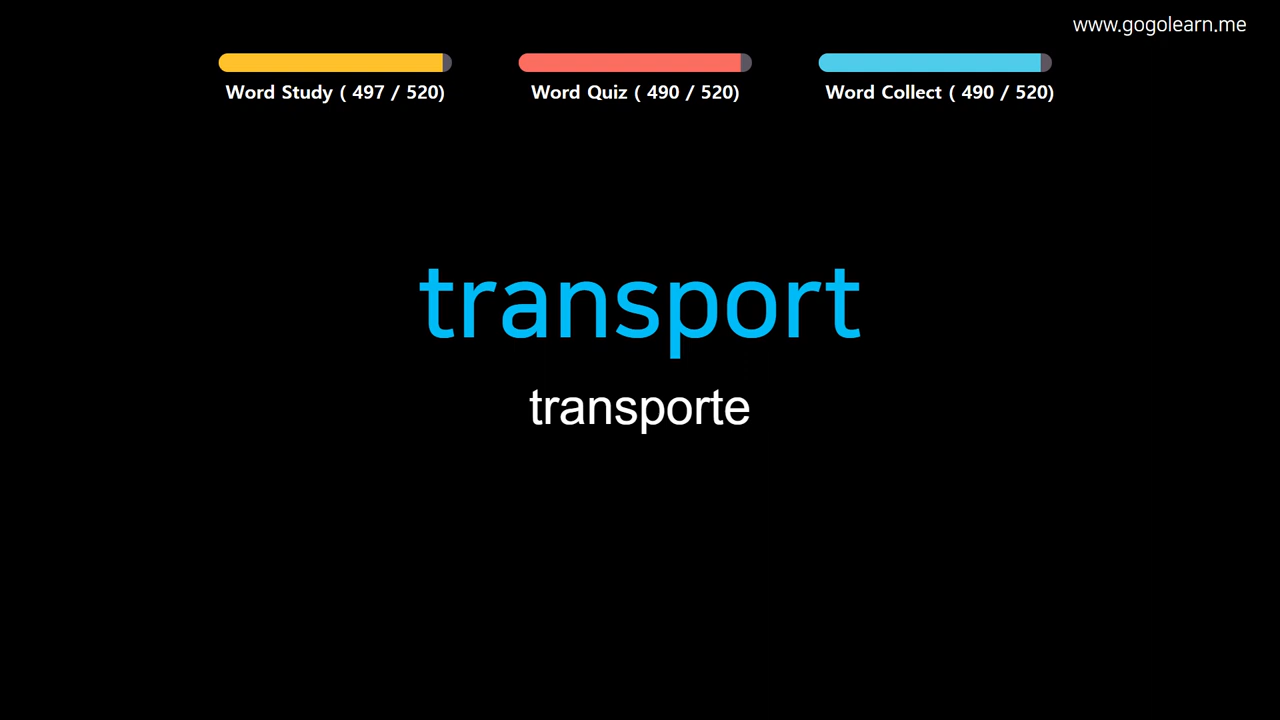 www.gogolearn.me
Word Study ( 497 / 520)
Word Quiz ( 490 / 520)
Word Collect ( 490 / 520)
transport
transporte